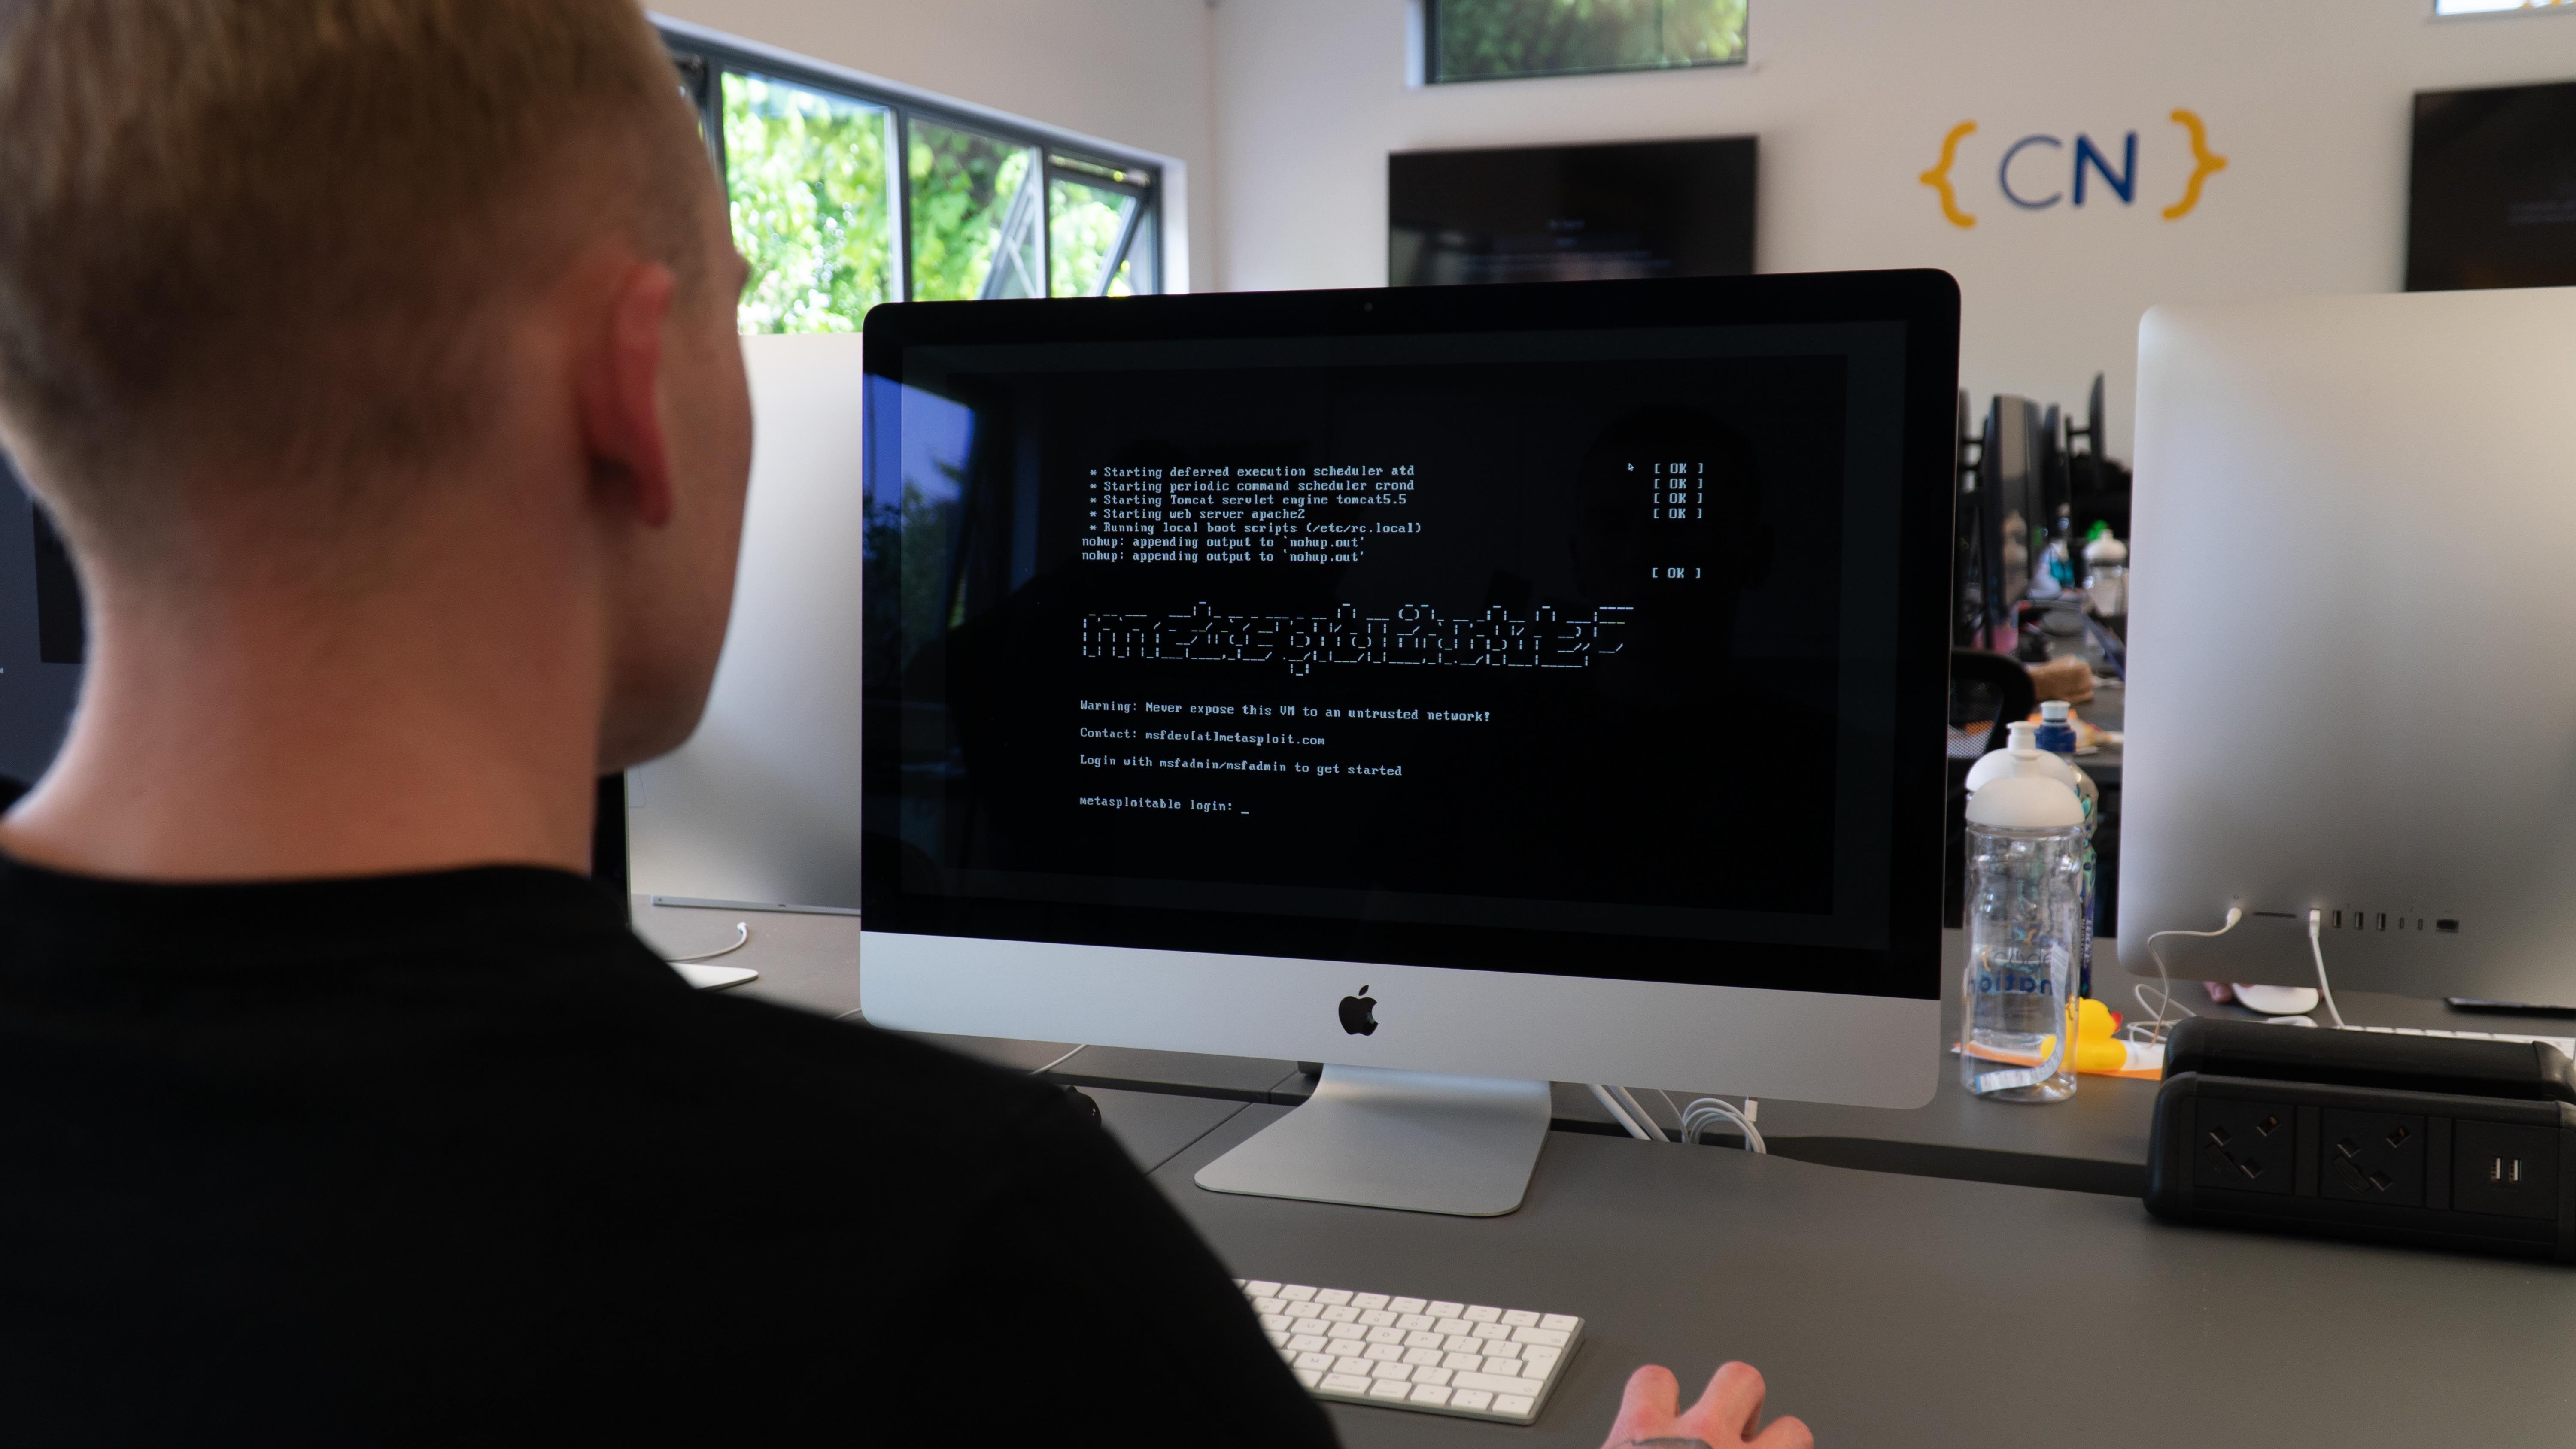 { CN }
* Starting deferred execution scheduler atd [ OK ]
* Starting periodic command scheduler crond [ OK ]
* Starting Tomcat servlet engine tomcat5.5 [ OK ]
* Starting web server apache2 [ OK ]
* Running local boot scripts (/etc/rc.local)
nohup: appending output to `nohup.out'
nohup: appending output to `nohup.out'
[ OK ]
metasploitable2
Warning: Never expose this VM to an untrusted network!
Contact: msfdev[at]metasploit.com
Login with msfadmin/msfadmin to get started
metasploitable login: _